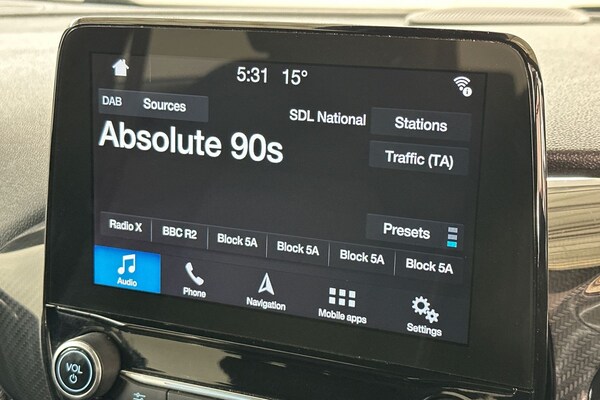 5:31 15°
DAB Sources
SDL National
Stations
Absolute 90s
Traffic (TA)
Presets
Radio X
BBC R2
Block 5A
Block 5A
Block 5A
Block 5A
Audio
Phone
Navigation
Mobile apps
Settings
VOL